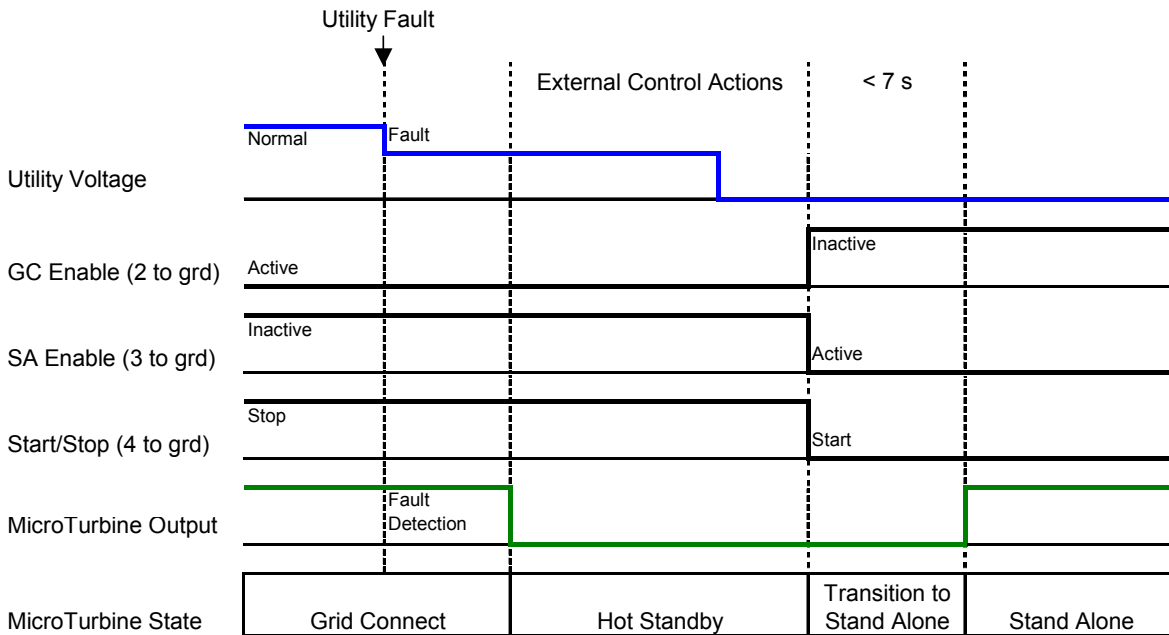 Utility Fault
External Control Actions
< 7 s
Normal
Fault
Utility Voltage
Inactive
GC Enable (2 to grd)
Active
Inactive
SA Enable (3 to grd)
Active
Stop
Start/Stop (4 to grd)
Start
Fault
Detection
MicroTurbine Output
MicroTurbine State
Grid Connect
Hot Standby
Transition to
Stand Alone
Stand Alone